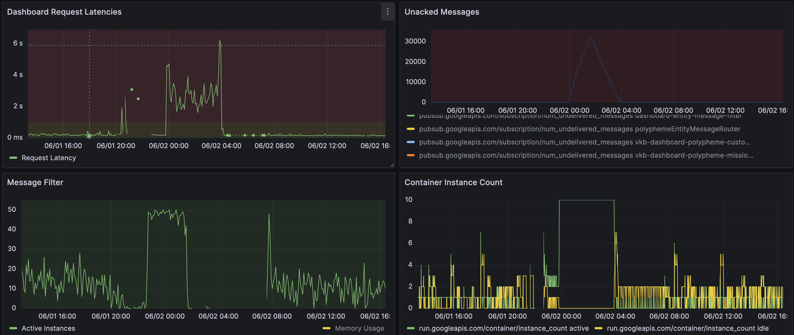 Dashboard Request Latencies
6 s
4 s
2 s
0 ms
06/01 16:00 06/01 20:00 06/02 00:00 06/02 04:00 06/02 08:00 06/02 12:00
Request Latency
Unacked Messages
30000
20000
10000
0
06/01 16:00 06/01 20:00 06/02 00:00 06/02 04:00 06/02 08:00 06/02 12:00 06/02 16:
pubsub.googleapis.com/subscription/num_undelivered_messages dashboard-entity-message-filter
pubsub.googleapis.com/subscription/num_undelivered_messages polyphemeEntityMessageRouter
pubsub.googleapis.com/subscription/num_undelivered_messages vkb-dashboard-polypheme-custo...
pubsub.googleapis.com/subscription/num_undelivered_messages vkb-dashboard-polypheme-missio...
Message Filter
50
40
30
20
10
0
06/01 16:00 06/01 20:00 06/02 00:00 06/02 04:00 06/02 08:00 06/02 12:00
Active Instances Memory Usage
Container Instance Count
10
8
6
4
2
0
06/01 16:00 06/01 20:00 06/02 00:00 06/02 04:00 06/02 08:00 06/02 12:00 06/02 16:
run.googleapis.com/container/instance_count active run.googleapis.com/container/instance_count idle